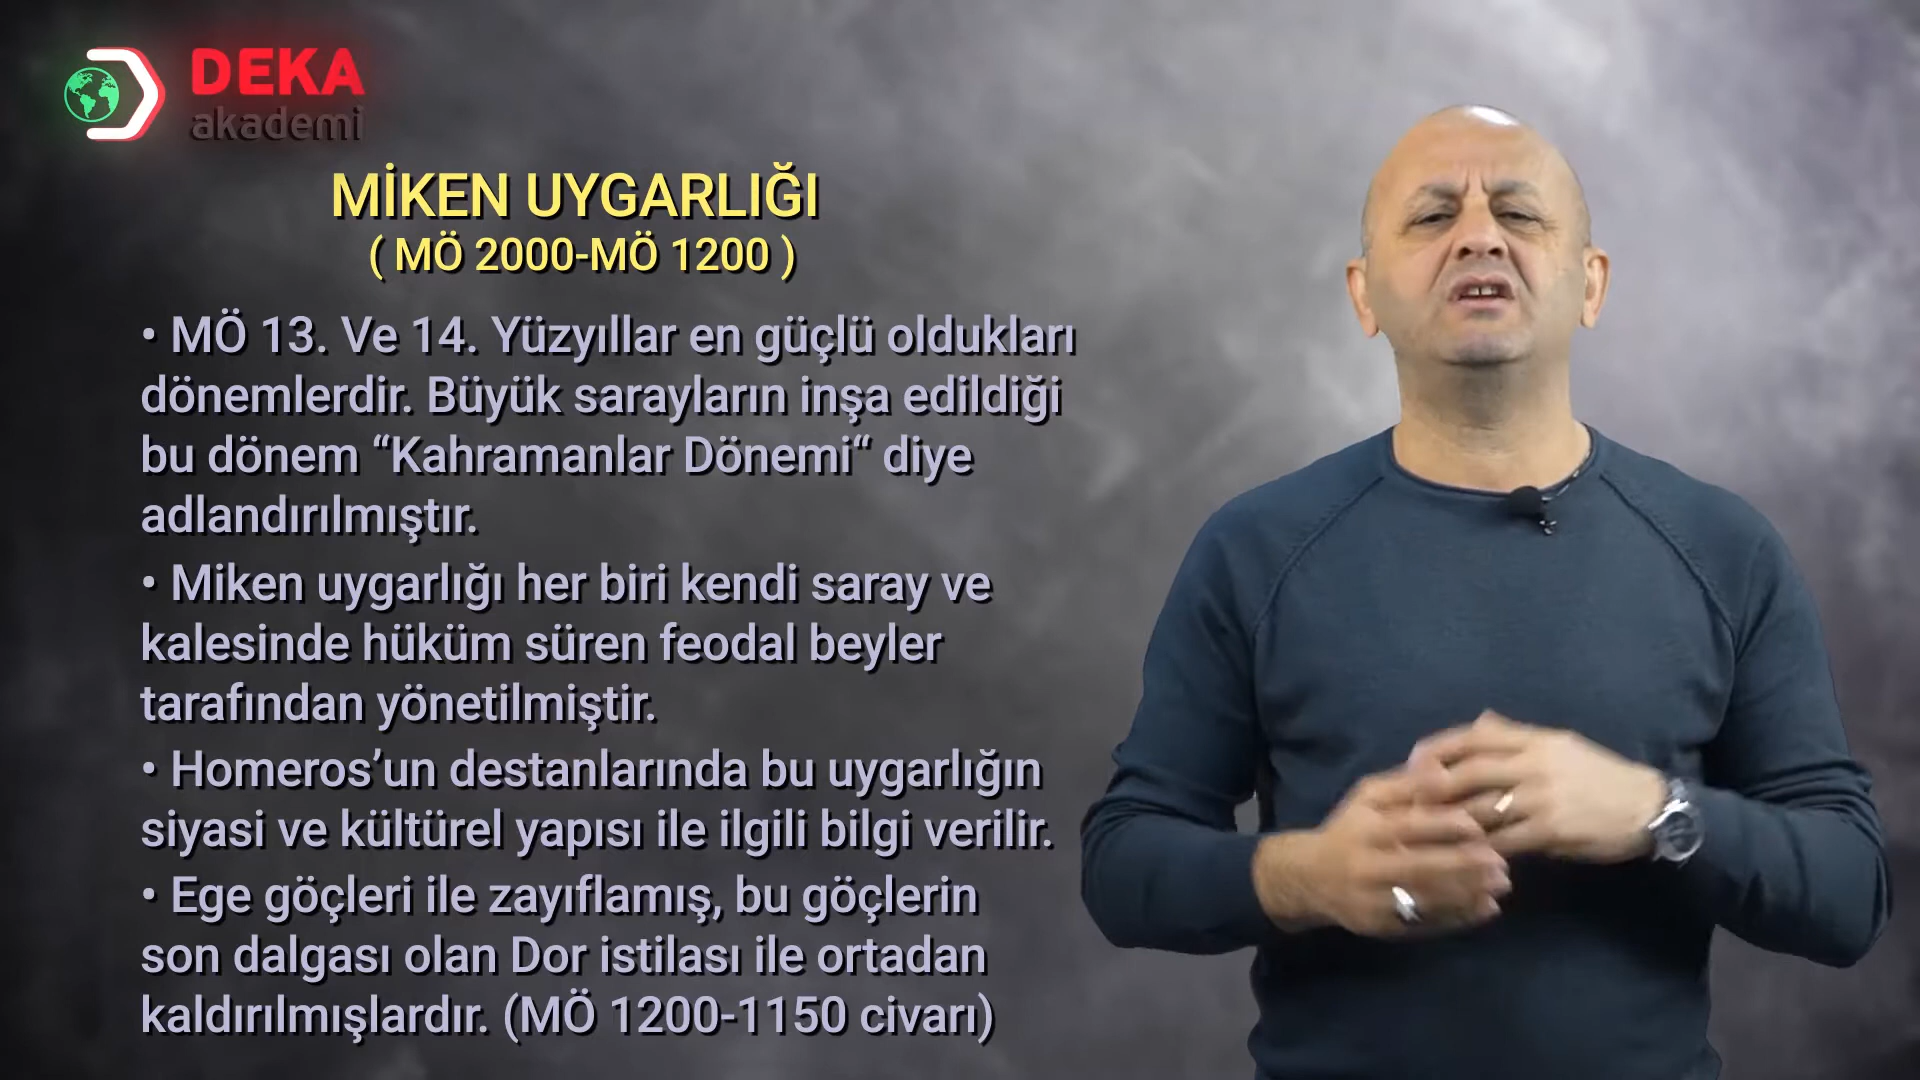 DEKA
akademi
MİKEN UYGARLIĞI
( MÖ 2000-MÖ 1200 )
• MÖ 13. Ve 14. Yüzyıllar en güçlü oldukları
dönemlerdir. Büyük sarayların inşa edildiği
bu dönem “Kahramanlar Dönemi“ diye
adlandırılmıştır.
• Miken uygarlığı her biri kendi saray ve
kalesinde hüküm süren feodal beyler
tarafından yönetilmiştir.
• Homeros’un destanlarında bu uygarlığın
siyasi ve kültürel yapısı ile ilgili bilgi verilir.
• Ege göçleri ile zayıflamış, bu göçlerin
son dalgası olan Dor istilası ile ortadan
kaldırılmışlardır. (MÖ 1200-1150 civarı)